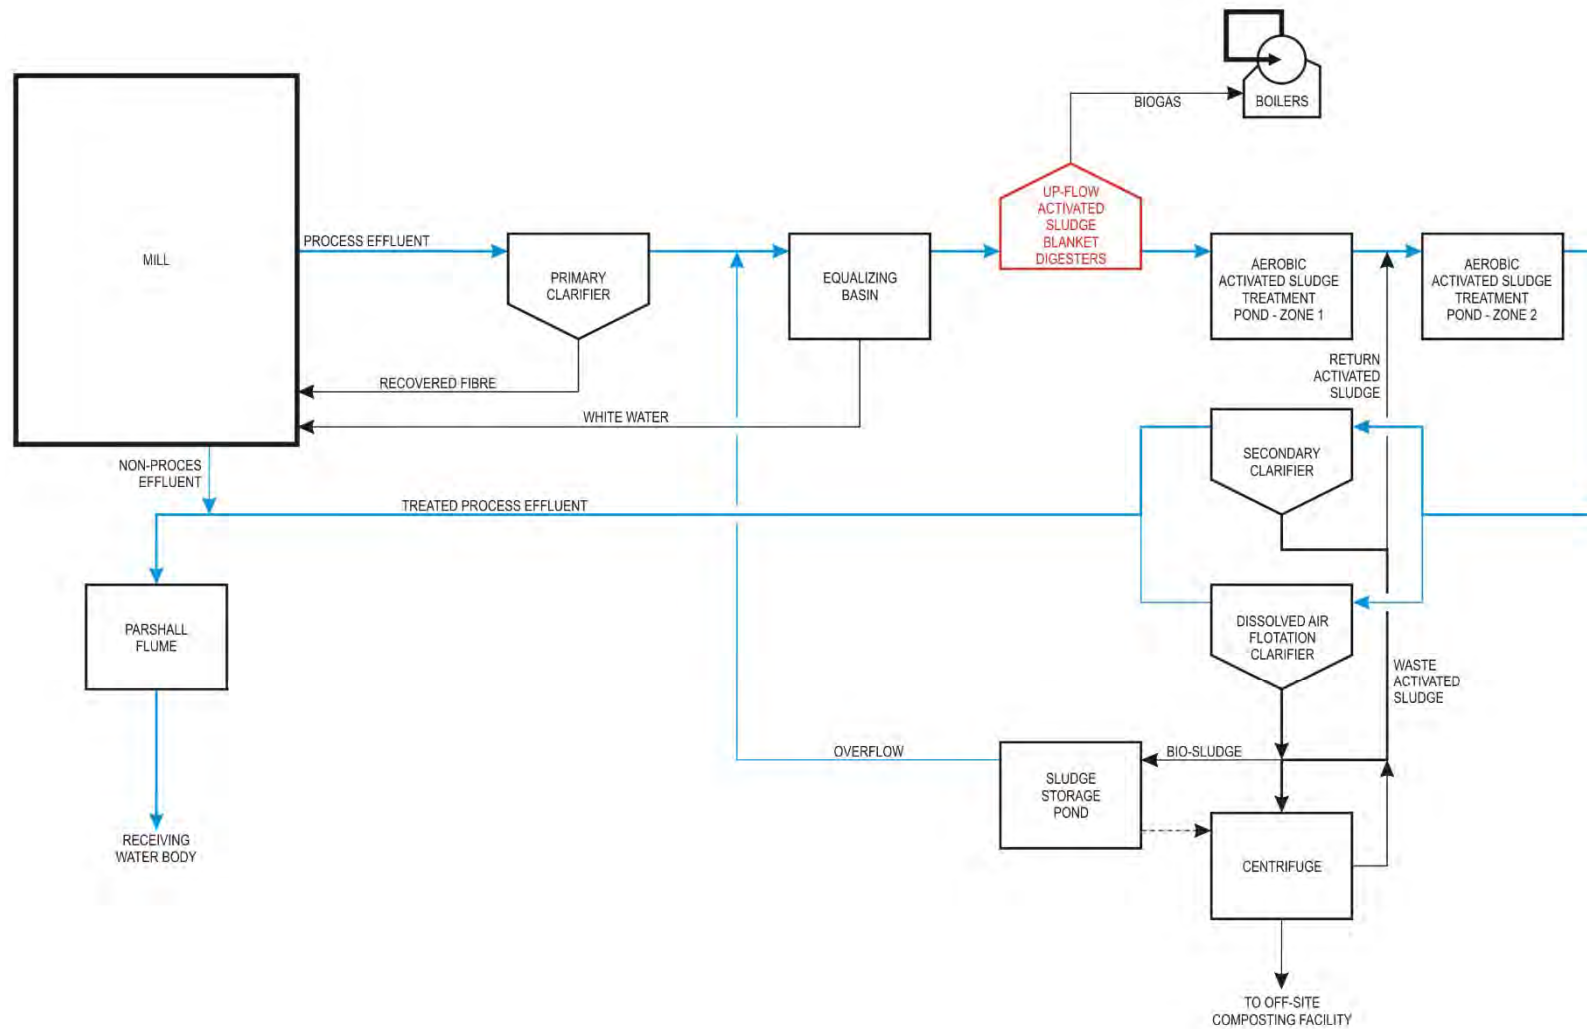 BOILERS
BIOGAS
MILL
PROCESS EFFLUENT
PRIMARY
CLARIFIER
EQUALIZING
BASIN
UP-FLOW
ACTIVATED
SLUDGE
BLANKET
DIGESTERS
AEROBIC
ACTIVATED SLUDGE
TREATMENT
POND - ZONE 1
AEROBIC
ACTIVATED SLUDGE
TREATMENT
POND - ZONE 2
RECOVERED FIBRE
WHITE WATER
RETURN
ACTIVATED
SLUDGE
NON-PROCES
EFFLUENT
TREATED PROCESS EFFLUENT
SECONDARY
CLARIFIER
PARSHALL
FLUME
DISSOLVED AIR
FLOTATION
CLARIFIER
WASTE
ACTIVATED
SLUDGE
OVERFLOW
BIO-SLUDGE
SLUDGE
STORAGE
POND
RECEIVING
WATER BODY
CENTRIFUGE
TO OFF-SITE
COMPOSTING FACILITY